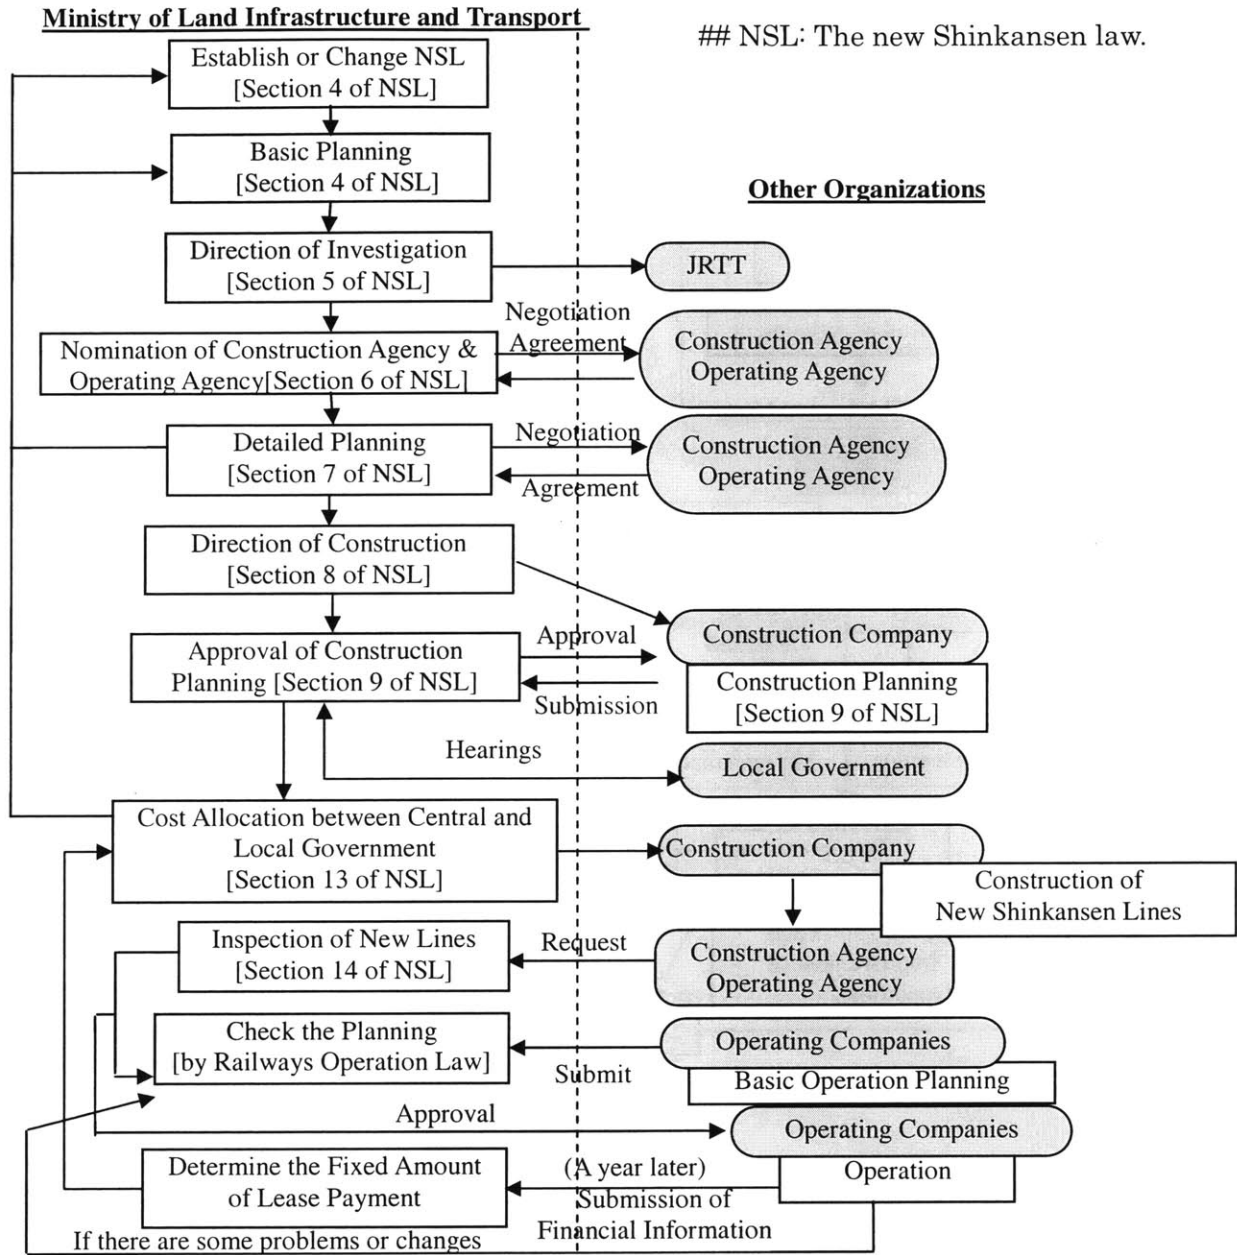 Ministry of Land Infrastructure and Transport
## NSL: The new Shinkansen law.
Establish or Change NSL
[Section 4 of NSL]
Basic Planning
[Section 4 of NSL]
Other Organizations
Direction of Investigation
[Section 5 of NSL]
JRTT
Negotiation
Agreement
Nomination of Construction Agency &
Operating Agency[Section 6 of NSL]
Construction Agency
Operating Agency
Detailed Planning
[Section 7 of NSL]
Negotiation
Agreement
Construction Agency
Operating Agency
Direction of Construction
[Section 8 of NSL]
Approval of Construction
Planning [Section 9 of NSL]
Approval
Submission
Construction Company
Construction Planning
[Section 9 of NSL]
Hearings
Local Government
Cost Allocation between Central and
Local Government
[Section 13 of NSL]
Construction Company
Construction of
New Shinkansen Lines
Inspection of New Lines
[Section 14 of NSL]
Request
Construction Agency
Operating Agency
Check the Planning
[by Railways Operation Law]
Submit
Operating Companies
Basic Operation Planning
Approval
Operating Companies
Operation
Determine the Fixed Amount
of Lease Payment
(A year later)
Submission of
Financial Information
If there are some problems or changes